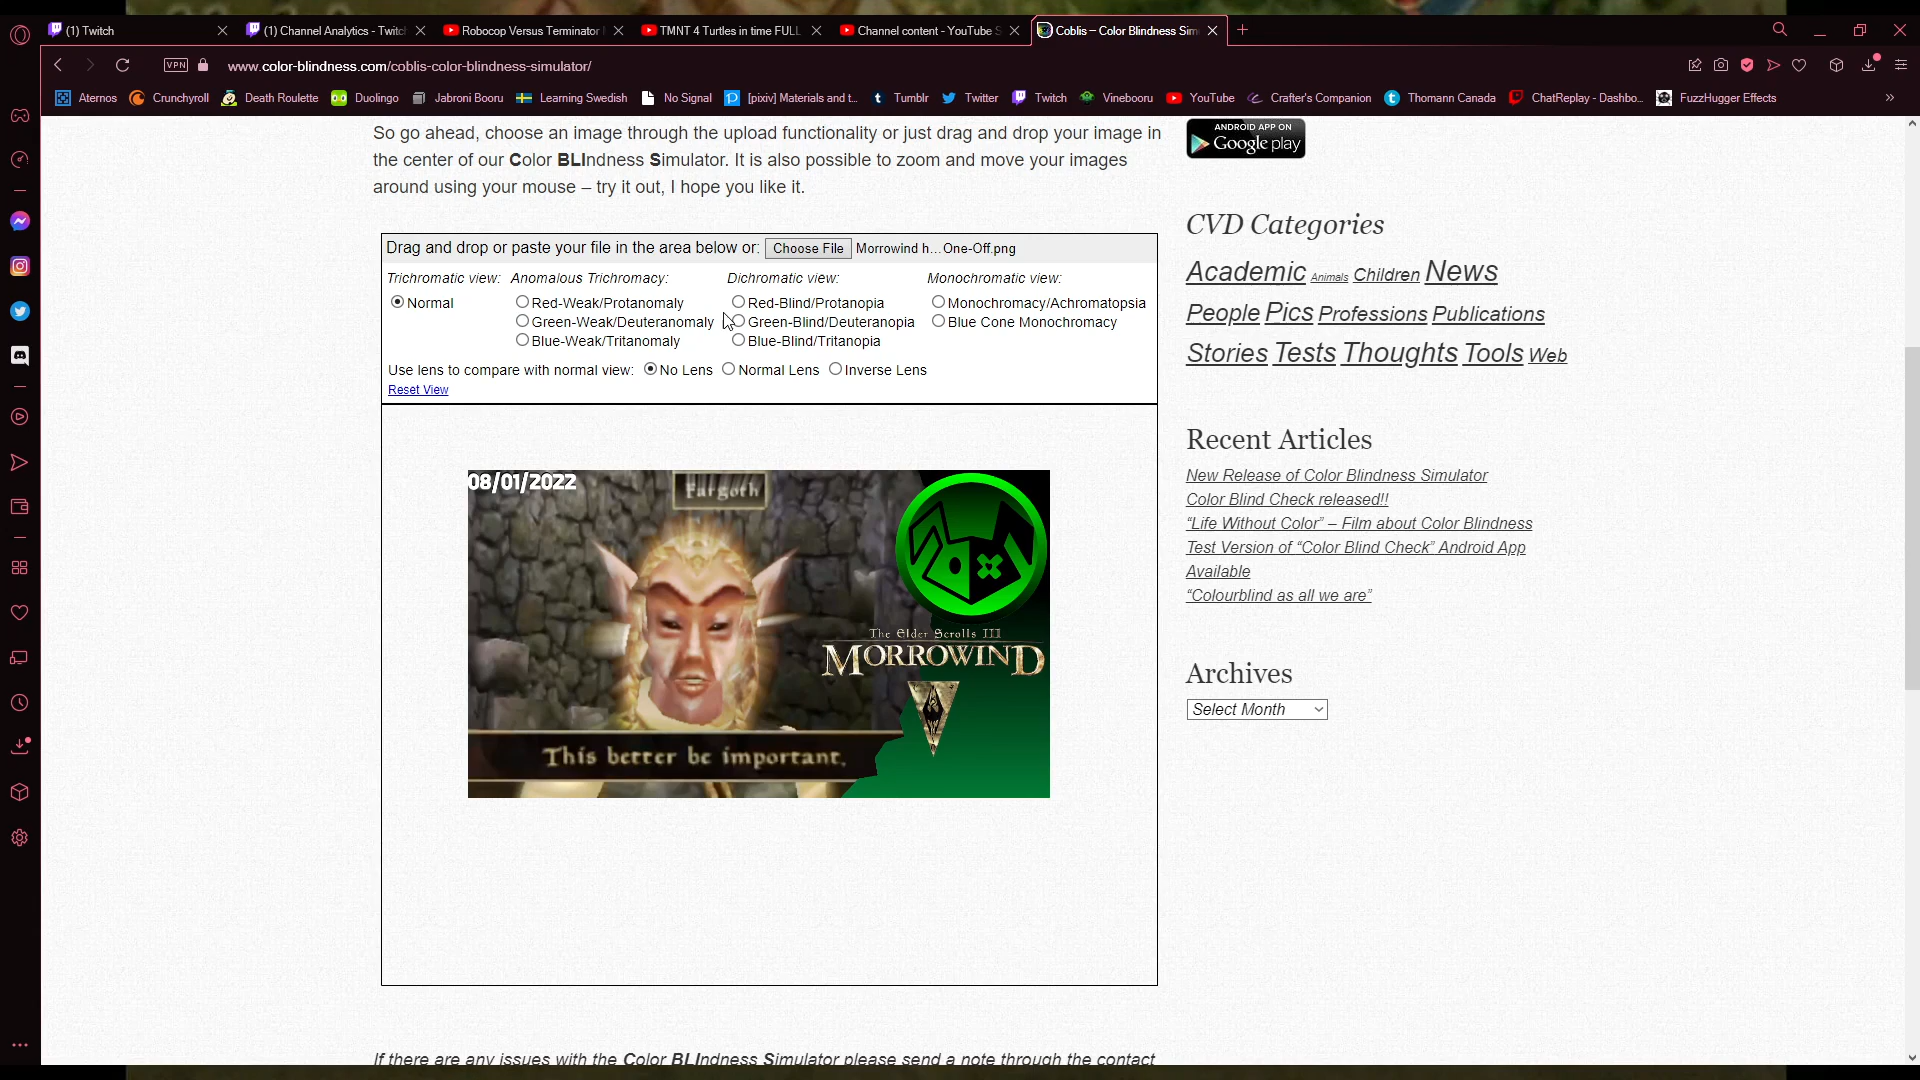 (1) Twitch
(1) Channel Analytics - Twitch
Robocop Versus Terminator
TMNT 4 Turtles in time FULL
Channel content - YouTube S
Coblis – Color Blindness Sim
VPN
www.color-blindness.com/coblis-color-blindness-simulator/
Aternos
Crunchyroll
Death Roulette
Duolingo
Jabroni Booru
Learning Swedish
No Signal
[pixiv] Materials and t...
Tumblr
Twitter
Twitch
Vinebooru
YouTube
Crafter's Companion
Thomann Canada
ChatReplay - Dashbo...
FuzzHugger Effects
So go ahead, choose an image through the upload functionality or just drag and drop your image in
the center of our Color BLIndness Simulator. It is also possible to zoom and move your images
around using your mouse – try it out, I hope you like it.
Drag and drop or paste your file in the area below or: Choose File Morrowind h...One-Off.png
Trichromatic view: Anomalous Trichromacy: Dichromatic view: Monochromatic view:
Normal Red-Weak/Protanomaly Red-Blind/Protanopia Monochromacy/Achromatopsia
Green-Weak/Deuteranomaly Green-Blind/Deuteranopia Blue Cone Monochromacy
Blue-Weak/Tritanomaly Blue-Blind/Tritanopia
Use lens to compare with normal view: No Lens Normal Lens Inverse Lens
Reset View
08/01/2022
Fargoth
The Elder Scrolls III
MORROWIND
This better be important.
If there are any issues with the Color BLIndness Simulator please send a note through the contact
ANDROID APP ON
Google play
CVD Categories
Academic Animals Children News
People Pics Professions Publications
Stories Tests Thoughts Tools Web
Recent Articles
New Release of Color Blindness Simulator
Color Blind Check released!!
“Life Without Color” – Film about Color Blindness
Test Version of “Color Blind Check” Android App
Available
“Colourblind as all we are”
Archives
Select Month